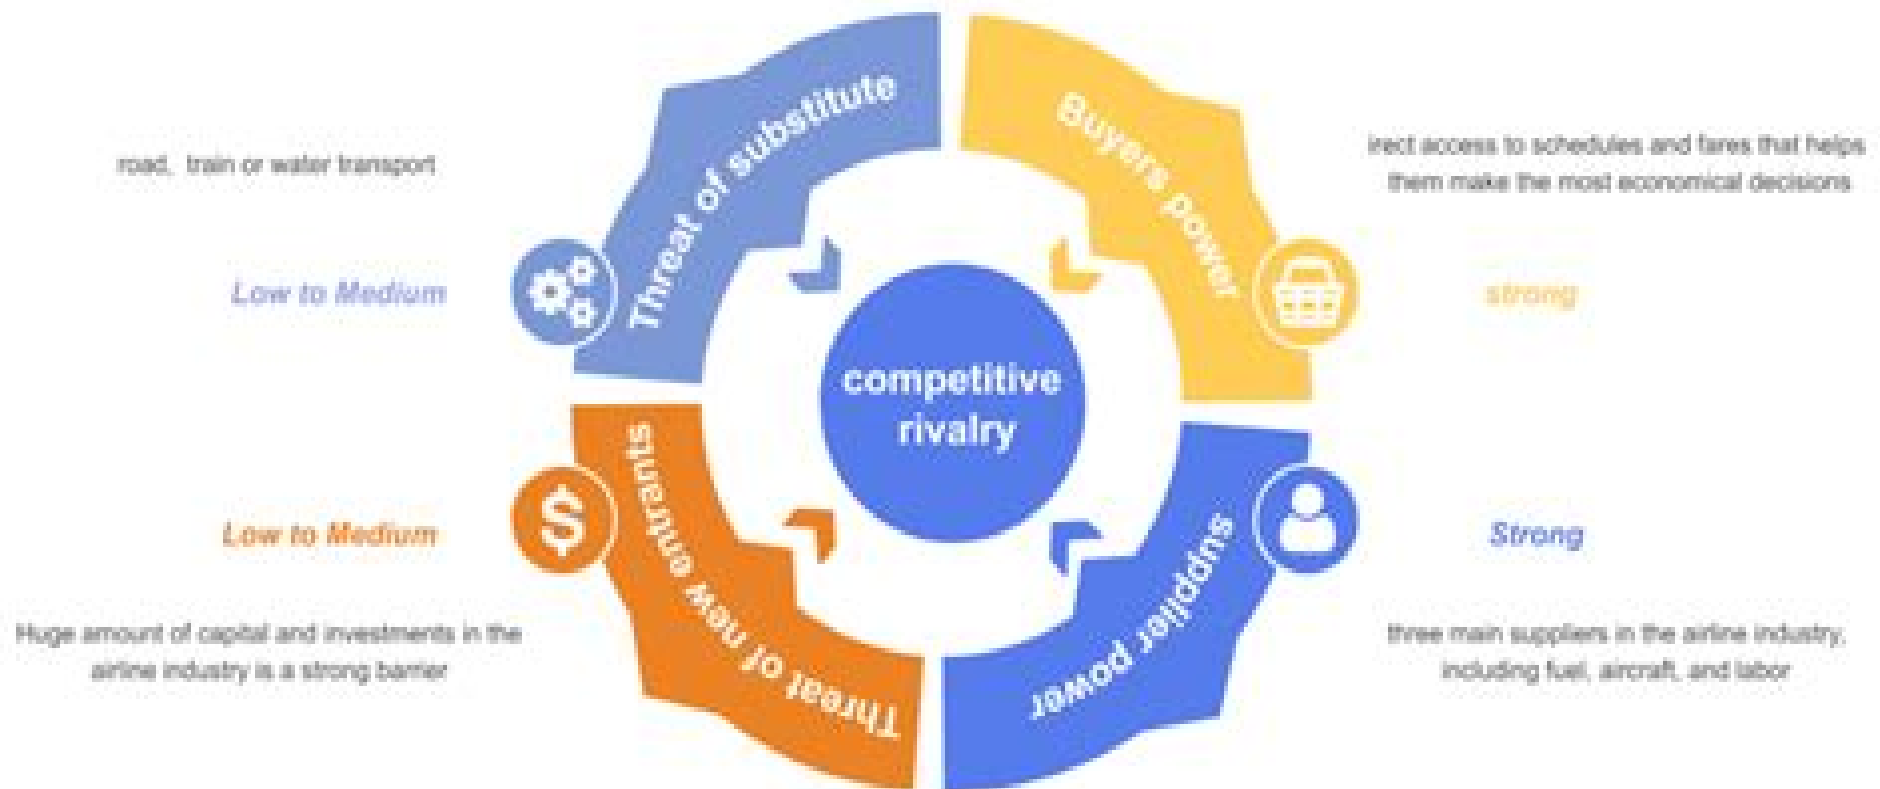 Threat of substitute
Buyers power
road, train or water transport
irect access to schedules and fares that helps
them make the most economical decisions
Low to Medium
strong
competitive
rivalry
Threat of new entrants
supplier power
Low to Medium
Strong
Huge amount of capital and investments in the
airline industry is a strong barrier
three main suppliers in the airline industry,
including fuel, aircraft, and labor